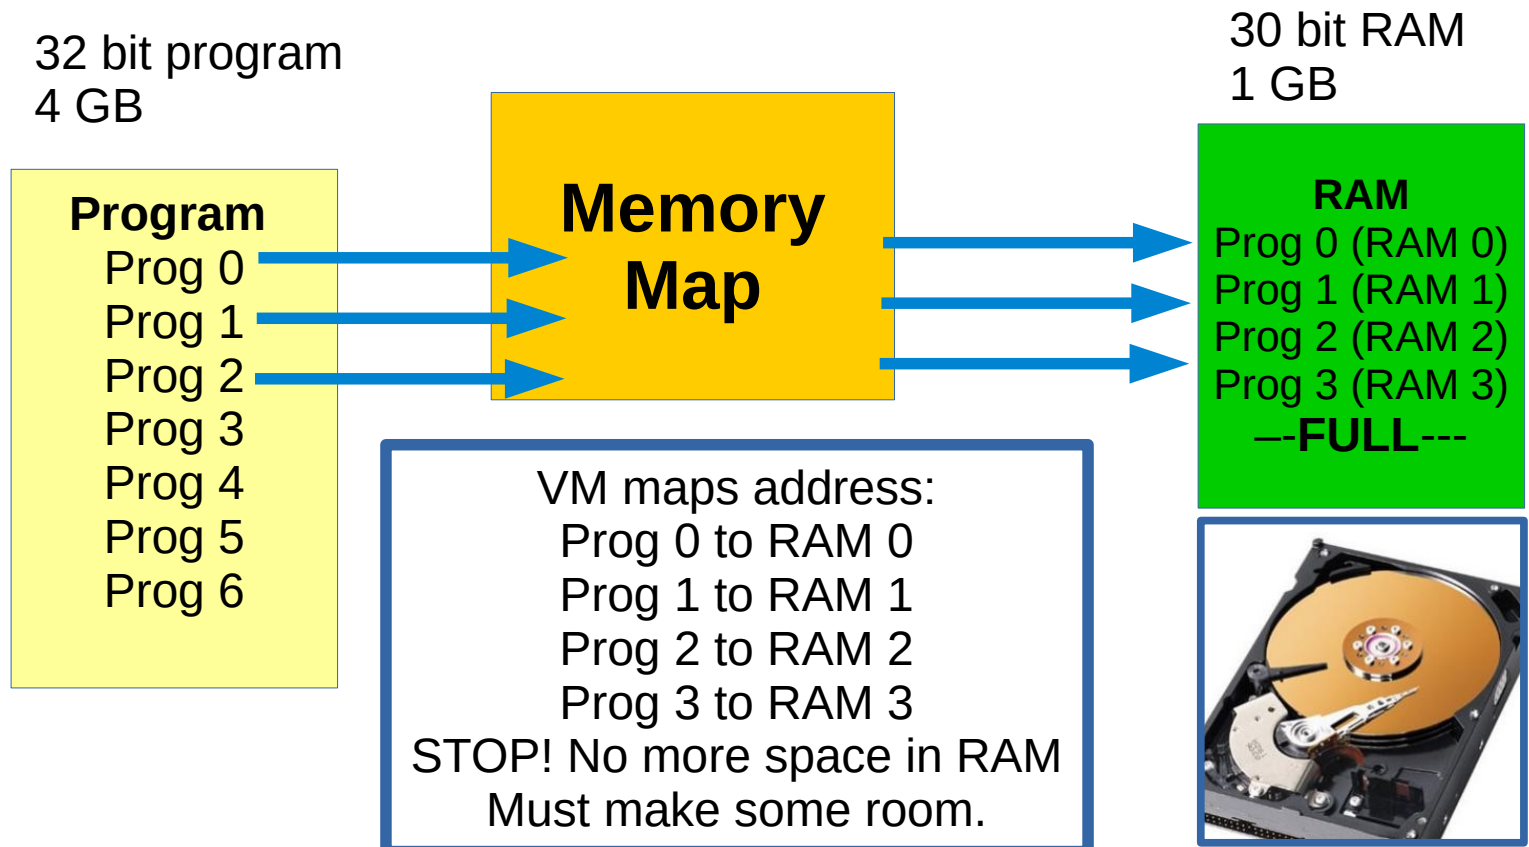 32 bit program
4 GB
30 bit RAM
1 GB
Program
Prog 0
Prog 1
Prog 2
Prog 3
Prog 4
Prog 5
Prog 6
Memory
Map
RAM
Prog 0 (RAM 0)
Prog 1 (RAM 1)
Prog 2 (RAM 2)
Prog 3 (RAM 3)
–-FULL---
VM maps address:
Prog 0 to RAM 0
Prog 1 to RAM 1
Prog 2 to RAM 2
Prog 3 to RAM 3
STOP! No more space in RAM
Must make some room.